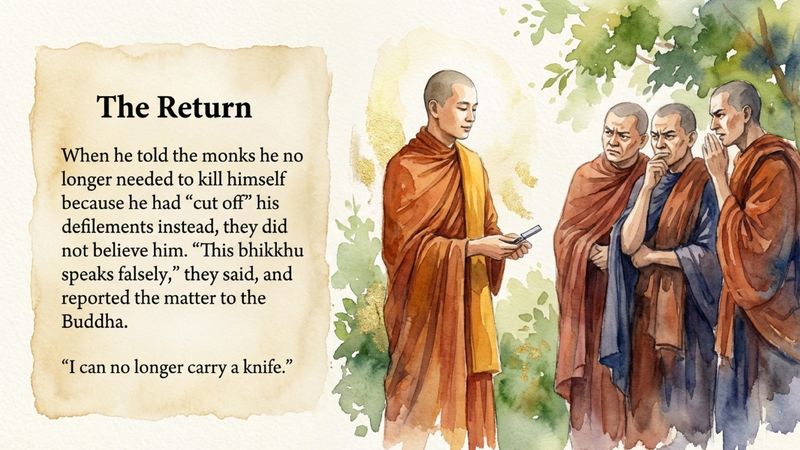 The Return
When he told the monks he no
longer needed to kill himself
because he had “cut off” his
defilements instead, they did
not believe him. “This bhikkhu
speaks falsely,” they said, and
reported the matter to the
Buddha.
“I can no longer carry a knife.”